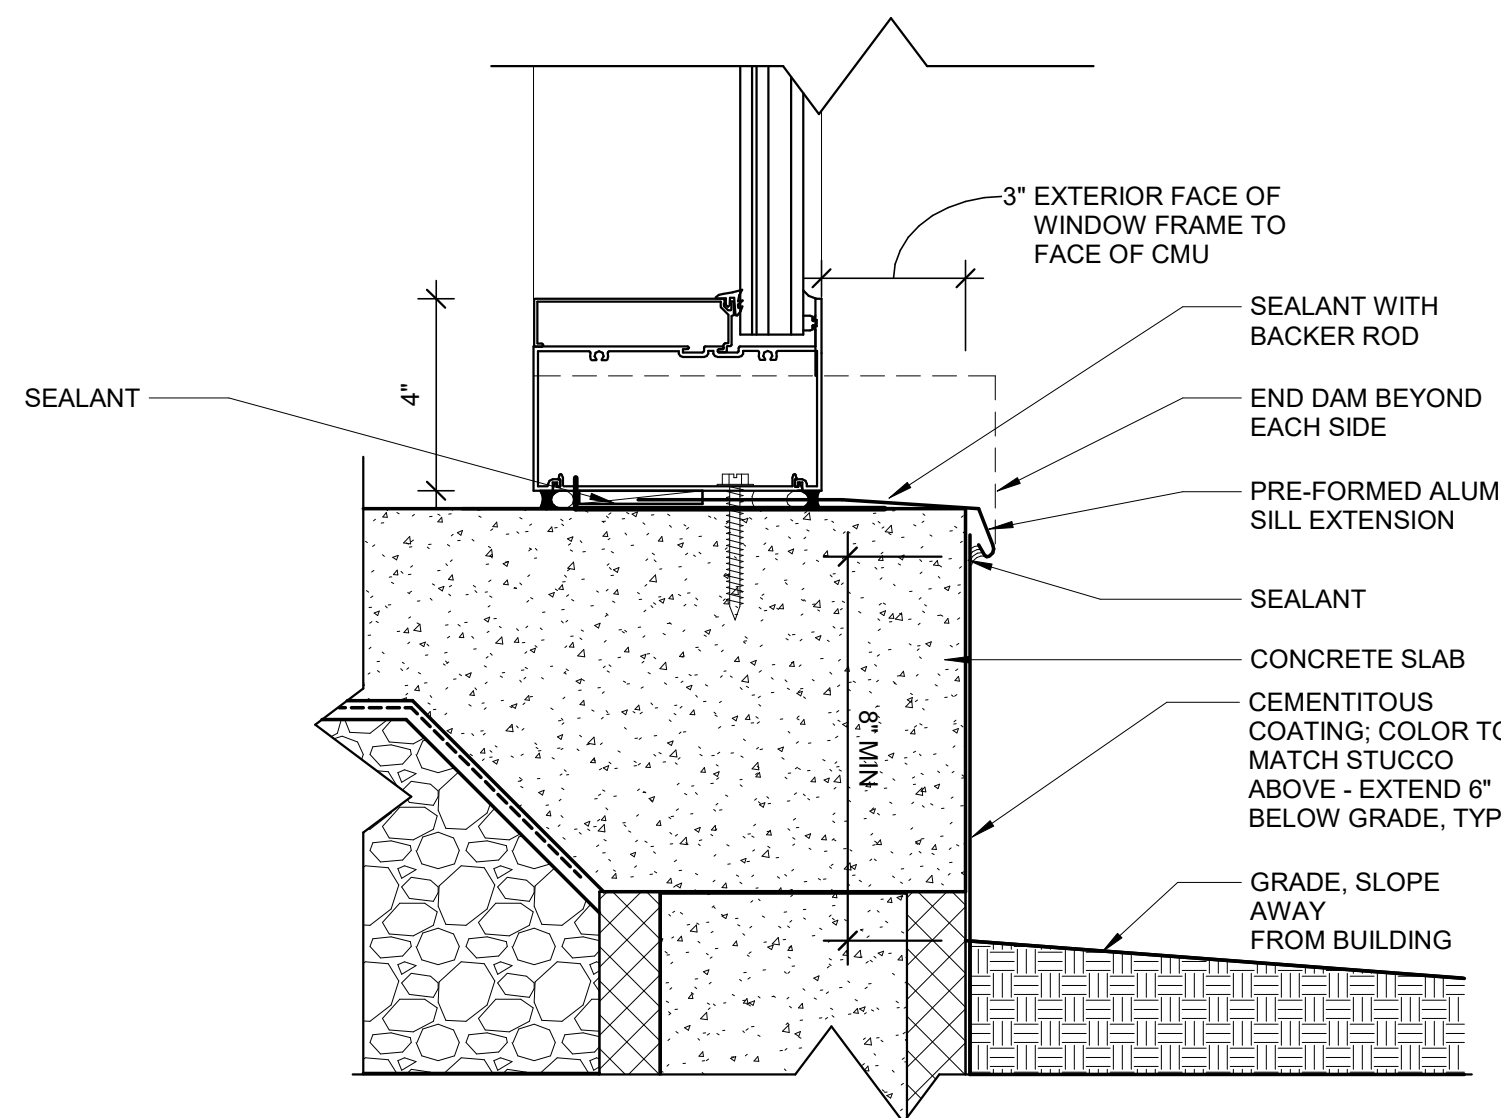 3" EXTERIOR FACE OF
WINDOW FRAME TO
FACE OF CMU
SEALANT WITH
BACKER ROD
SEALANT
4"
END DAM BEYOND
EACH SIDE
PRE-FORMED ALUM
SILL EXTENSION
SEALANT
CONCRETE SLAB
8" MIN
CEMENTITOUS
COATING; COLOR TO
MATCH STUCCO
ABOVE - EXTEND 6"
BELOW GRADE, TYP
GRADE, SLOPE
AWAY
FROM BUILDING